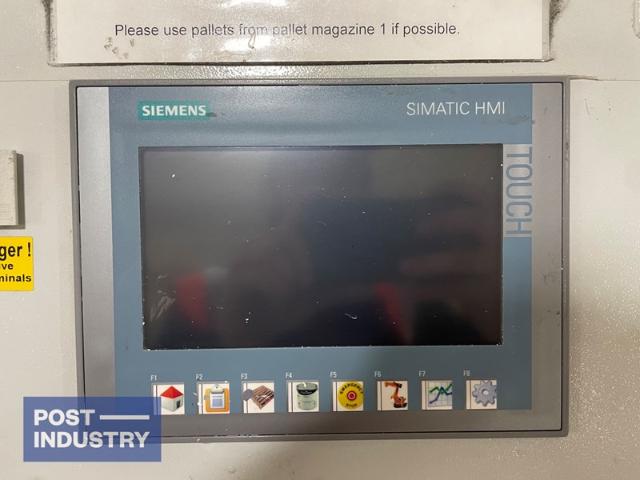 Please use pallets from pallet magazine 1 if possible.
SIEMENS
SIMATIC HMI
TOUCH
ger !
ve
minals
F1 F2 F3 F4 F5 F6 F7 F8
EMERGENCY
POST
INDUSTRY